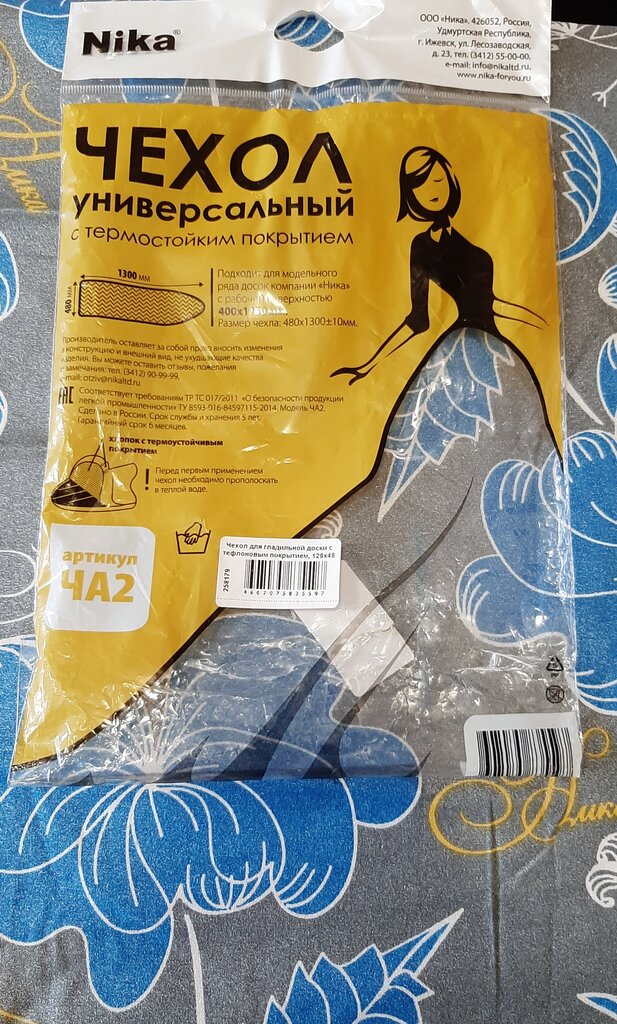 Nika®
ООО «Ника», 426052, Россия,
Удмуртская Республика,
г. Ижевск, ул. Лесозаводская,
д. 23, тел. (3412) 55-00-00.
e-mail: info@nikaltd.ru.
www.nika-foryou.ru
ЧЕХОЛ
универсальный
с термостойким покрытием
1300 мм
480 мм
Подходит для модельного
ряда досок компании «Ника»
с рабочей поверхностью
Размер чехла: 480х1300±10мм.
Производитель оставляет за собой право вносить изменения
в конструкцию и внешний вид, не ухудшающие качества
изделия. Вы можете оставить отзывы, пожелания
и замечания: тел. (3412) 90-99-99,
e-mail: otziv@nikaltd.ru
ЕАС Соответствует требованиям ТР ТС 017/2011 «О безопасности продукции
легкой промышленности» ТУ 8593-916-84597115-2014. Модель ЧА2.
Сделано в России. Срок службы и хранения 5 лет.
Гарантийный срок 6 месяцев.
хлопок с термоустойчивым
покрытием
! Перед первым применением
чехол необходимо прополоскать
в теплой воде.
артикул
ЧА2
Чехол для гладильной доски с
тефлоновым покрытием, 129х48
258179
4607075835597
Ники